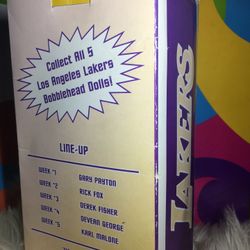 Collect All 5
Los Angeles Lakers
Bobblehead Dolls!
LINE-UP
WEEK 1 GARY PAYTON
WEEK 2 RICK FOX
WEEK 3 DEREK FISHER
WEEK 4 DEVEAN GEORGE
WEEK 5 KARL MALONE
LAKERS